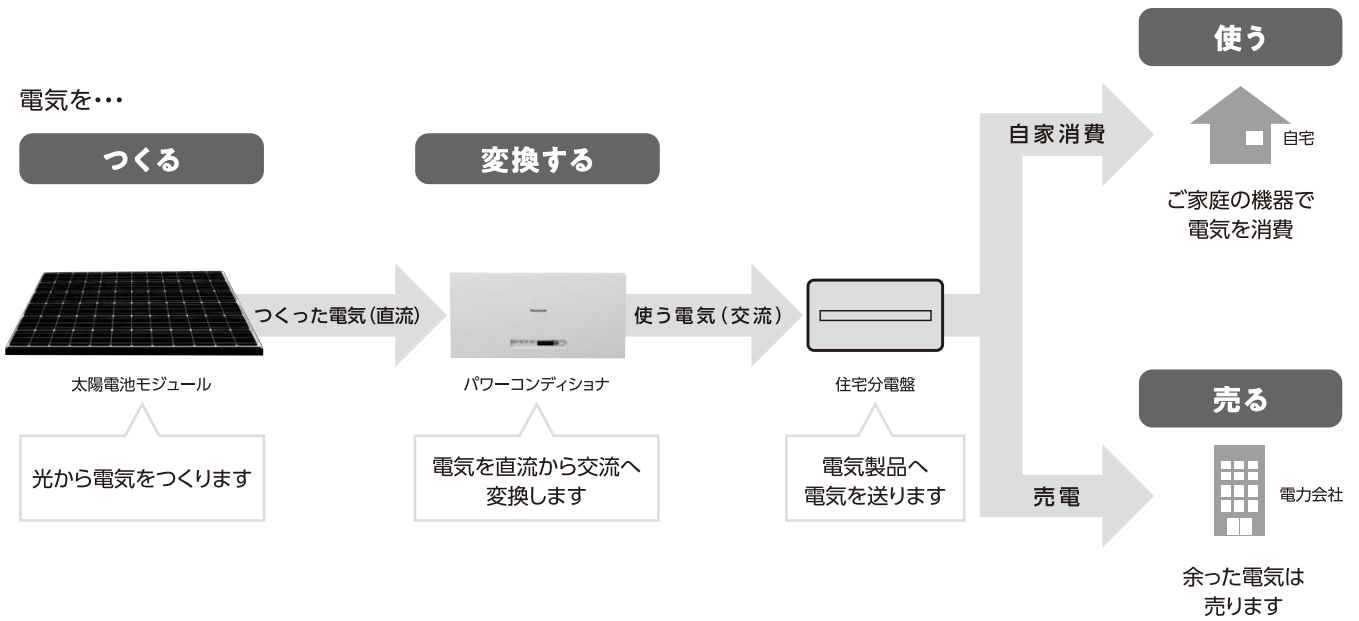 電気を・・・
つくる
変換する
使う
自家消費
自宅
ご家庭の機器で
電気を消費
つくった電気(直流)
Panasonic
使う電気(交流)
太陽電池モジュール
パワーコンディショナ
住宅分電盤
光から電気をつくります
電気を直流から交流へ
変換します
電気製品へ
電気を送ります
売る
売電
電力会社
余った電気は
売ります